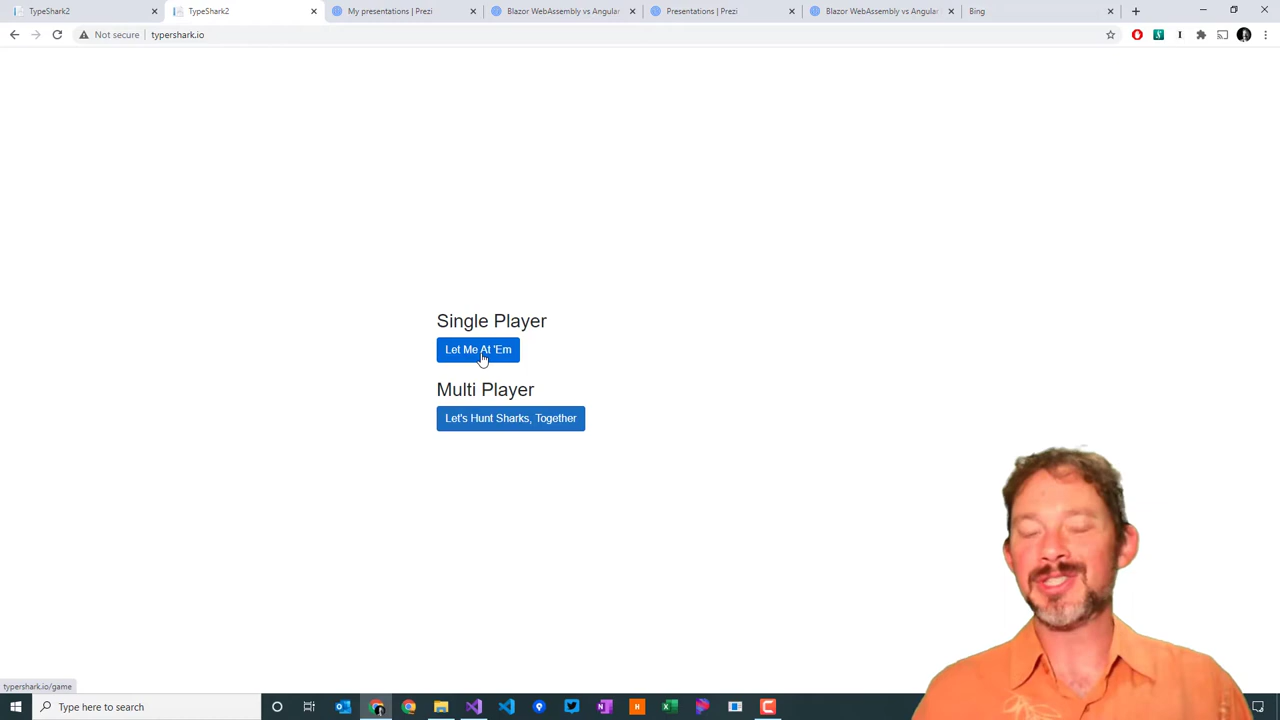 TypeShark2
TypeShark2
My presentations | Prezi
Blazor WebAssembly vs Angular
Presentations | Prezi
Blazor WebAssembly vs Angular
Bing
Not secure
typershark.io
Single Player
Let Me At 'Em
Multi Player
Let's Hunt Sharks, Together
typershark.io/game
Type here to search